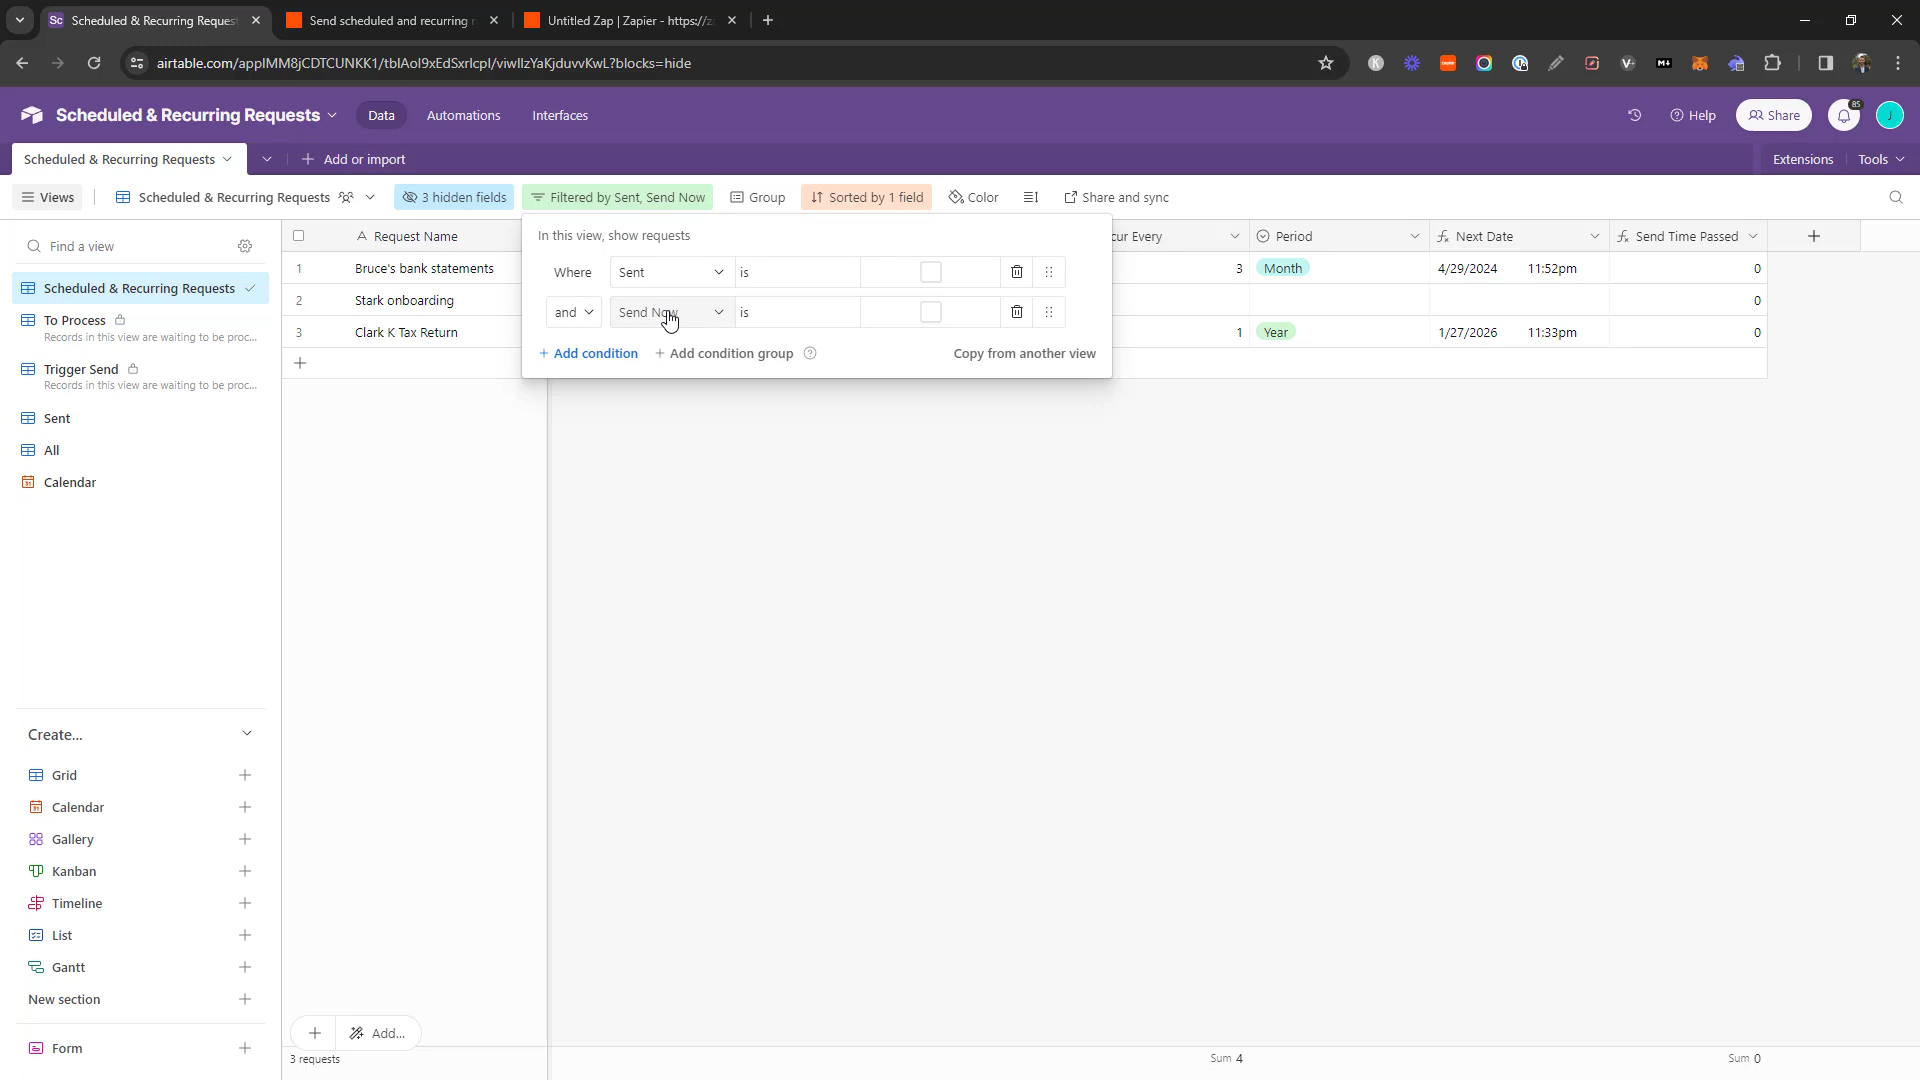 Sc Scheduled & Recurring Request
Send scheduled and recurring r
Untitled Zap | Zapier - https://z
airtable.com/appIMM8jCDTCUNKK1/tblAoI9xEdSxrlcpI/viwlIzYaKjduvvKwL?blocks=hide
Scheduled & Recurring Requests
Data
Automations
Interfaces
Help
Share
85
J
Scheduled & Recurring Requests
Add or import
Extensions
Tools
Views
Scheduled & Recurring Requests
3 hidden fields
Filtered by Sent, Send Now
Group
Sorted by 1 field
Color
Share and sync
Find a view
Scheduled & Recurring Requests
To Process
Records in this view are waiting to be proc...
Trigger Send
Records in this view are waiting to be proc...
Sent
All
Calendar
Create...
Grid
Calendar
Gallery
Kanban
Timeline
List
Gantt
New section
Form
Request Name
cur Every
Period
Next Date
Send Time Passed
1 Bruce's bank statements 3 Month 4/29/2024 11:52pm 0
2 Stark onboarding 0
3 Clark K Tax Return 1 Year 1/27/2026 11:33pm 0
In this view, show requests
Where Sent is
and Send Now is
+ Add condition
+ Add condition group
Copy from another view
Add...
3 requests
Sum 4
Sum 0